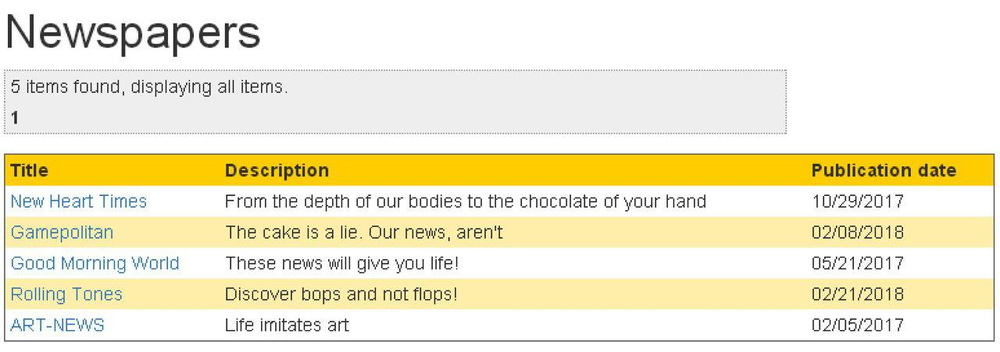 Newspapers
5 items found, displaying all items.
1
Title Description Publication date
New Heart Times From the depth of our bodies to the chocolate of your hand 10/29/2017
Gamepolitan The cake is a lie. Our news, aren't 02/08/2018
Good Morning World These news will give you life! 05/21/2017
Rolling Tones Discover bops and not flops! 02/21/2018
ART-NEWS Life imitates art 02/05/2017